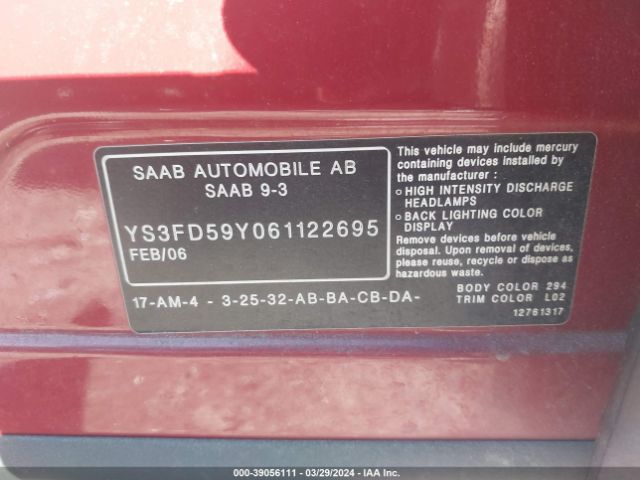 SAAB AUTOMOBILE AB
SAAB 9-3
YS3FD59Y061122695
FEB/06
17-AM-4 - 3-25-32-AB-BA-CB-DA-
This vehicle may include mercury
containing devices installed by
the manufacturer :
o HIGH INTENSITY DISCHARGE
HEADLAMPS
o BACK LIGHTING COLOR
DISPLAY
Remove devices before vehicle
disposal. Upon removal of devices,
please reuse, recycle or dispose as
hazardous waste.
BODY COLOR 294
TRIM COLOR L02
12761317
000-39056111 — 03/29/2024 — IAA Inc.